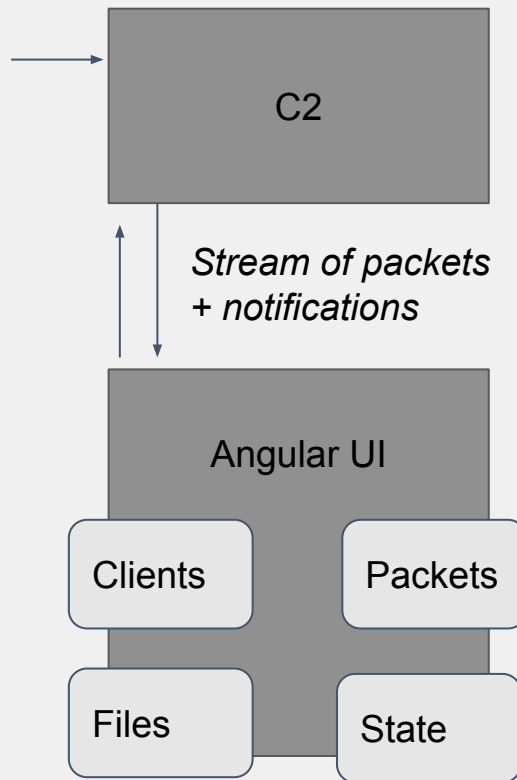 C2
Stream of packets
+ notifications
Angular UI
Clients
Packets
Files
State